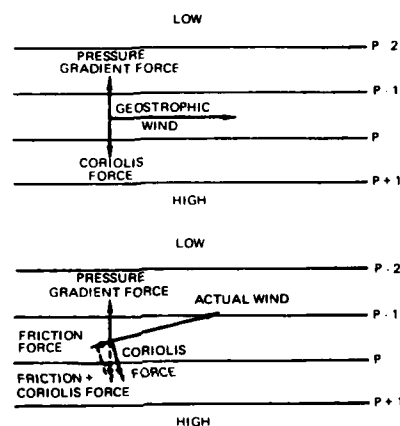 LOW
P - 2
PRESSURE
GRADIENT FORCE
P - 1
GEOSTROPHIC
WIND
P
CORIOLIS
FORCE
P + 1
HIGH
LOW
P - 2
PRESSURE
GRADIENT FORCE
ACTUAL WIND
P - 1
FRICTION
FORCE
CORIOLIS
FORCE
P
FRICTION +
CORIOLIS FORCE
P + 1
HIGH